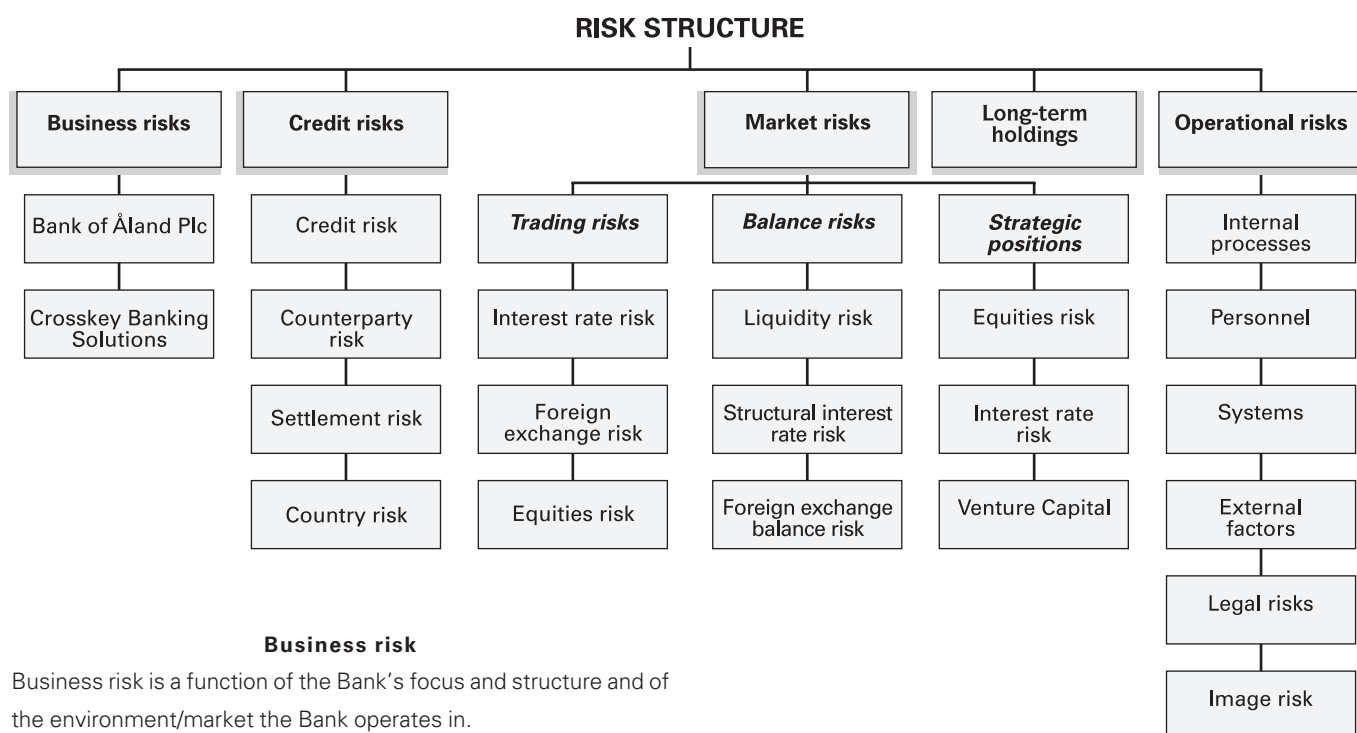 RISK STRUCTURE
Business risks
Credit risks
Market risks
Long-term
holdings
Operational risks
Bank of Åland Plc
Credit risk
Trading risks
Balance risks
Strategic
positions
Internal
processes
Crosskey Banking
Solutions
Counterparty
risk
Interest rate risk
Liquidity risk
Equities risk
Personnel
Settlement risk
Foreign
exchange risk
Structural interest
rate risk
Interest rate
risk
Systems
Country risk
Equities risk
Foreign exchange
balance risk
Venture Capital
External
factors
Legal risks
Image risk
Business risk
Business risk is a function of the Bank's focus and structure and of
the environment/market the Bank operates in.